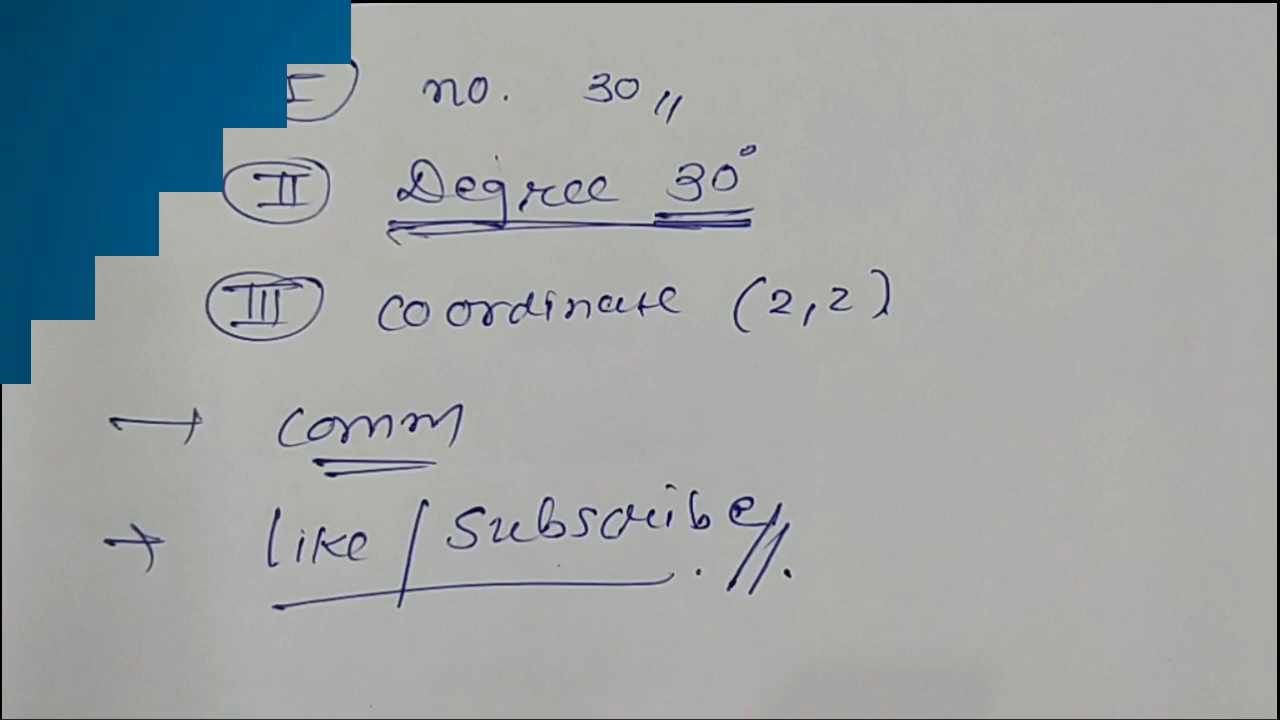 I no. 30
II Degree 30°
III coordinate (2,2)
→ comm
→ like / Subscribe